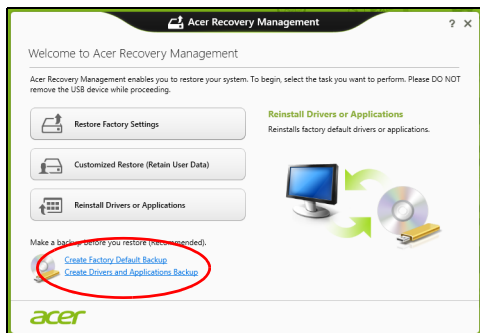 Acer Recovery Management
? ×
Welcome to Acer Recovery Management
Acer Recovery Management enables you to restore your system. To begin, select the task you want to perform. Please DO NOT
remove the USB device while proceeding.
Restore Factory Settings
Customized Restore (Retain User Data)
Reinstall Drivers or Applications
Reinstall Drivers or Applications
Reinstalls factory default drivers or applications.
Make a backup before you restore (Recommended).
Create Factory Default Backup
Create Drivers and Applications Backup
acer